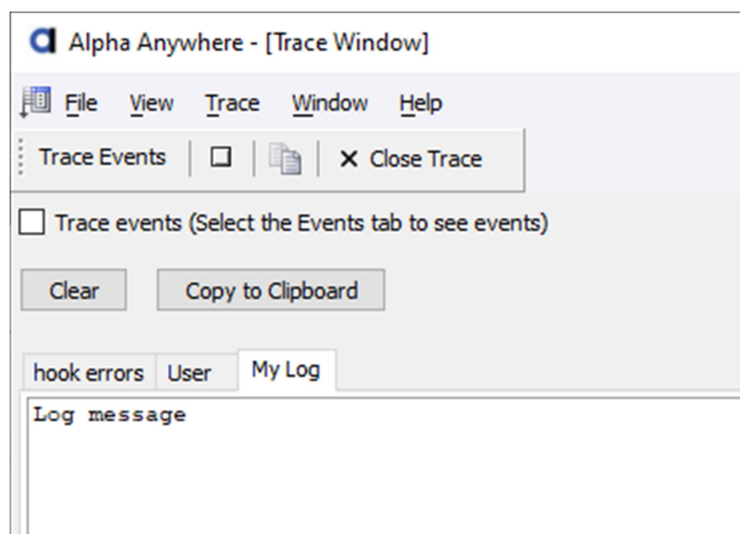 Alpha Anywhere - [Trace Window]
File View Trace Window Help
Trace Events Close Trace
Trace events (Select the Events tab to see events)
Clear Copy to Clipboard
hook errors User My Log
Log message